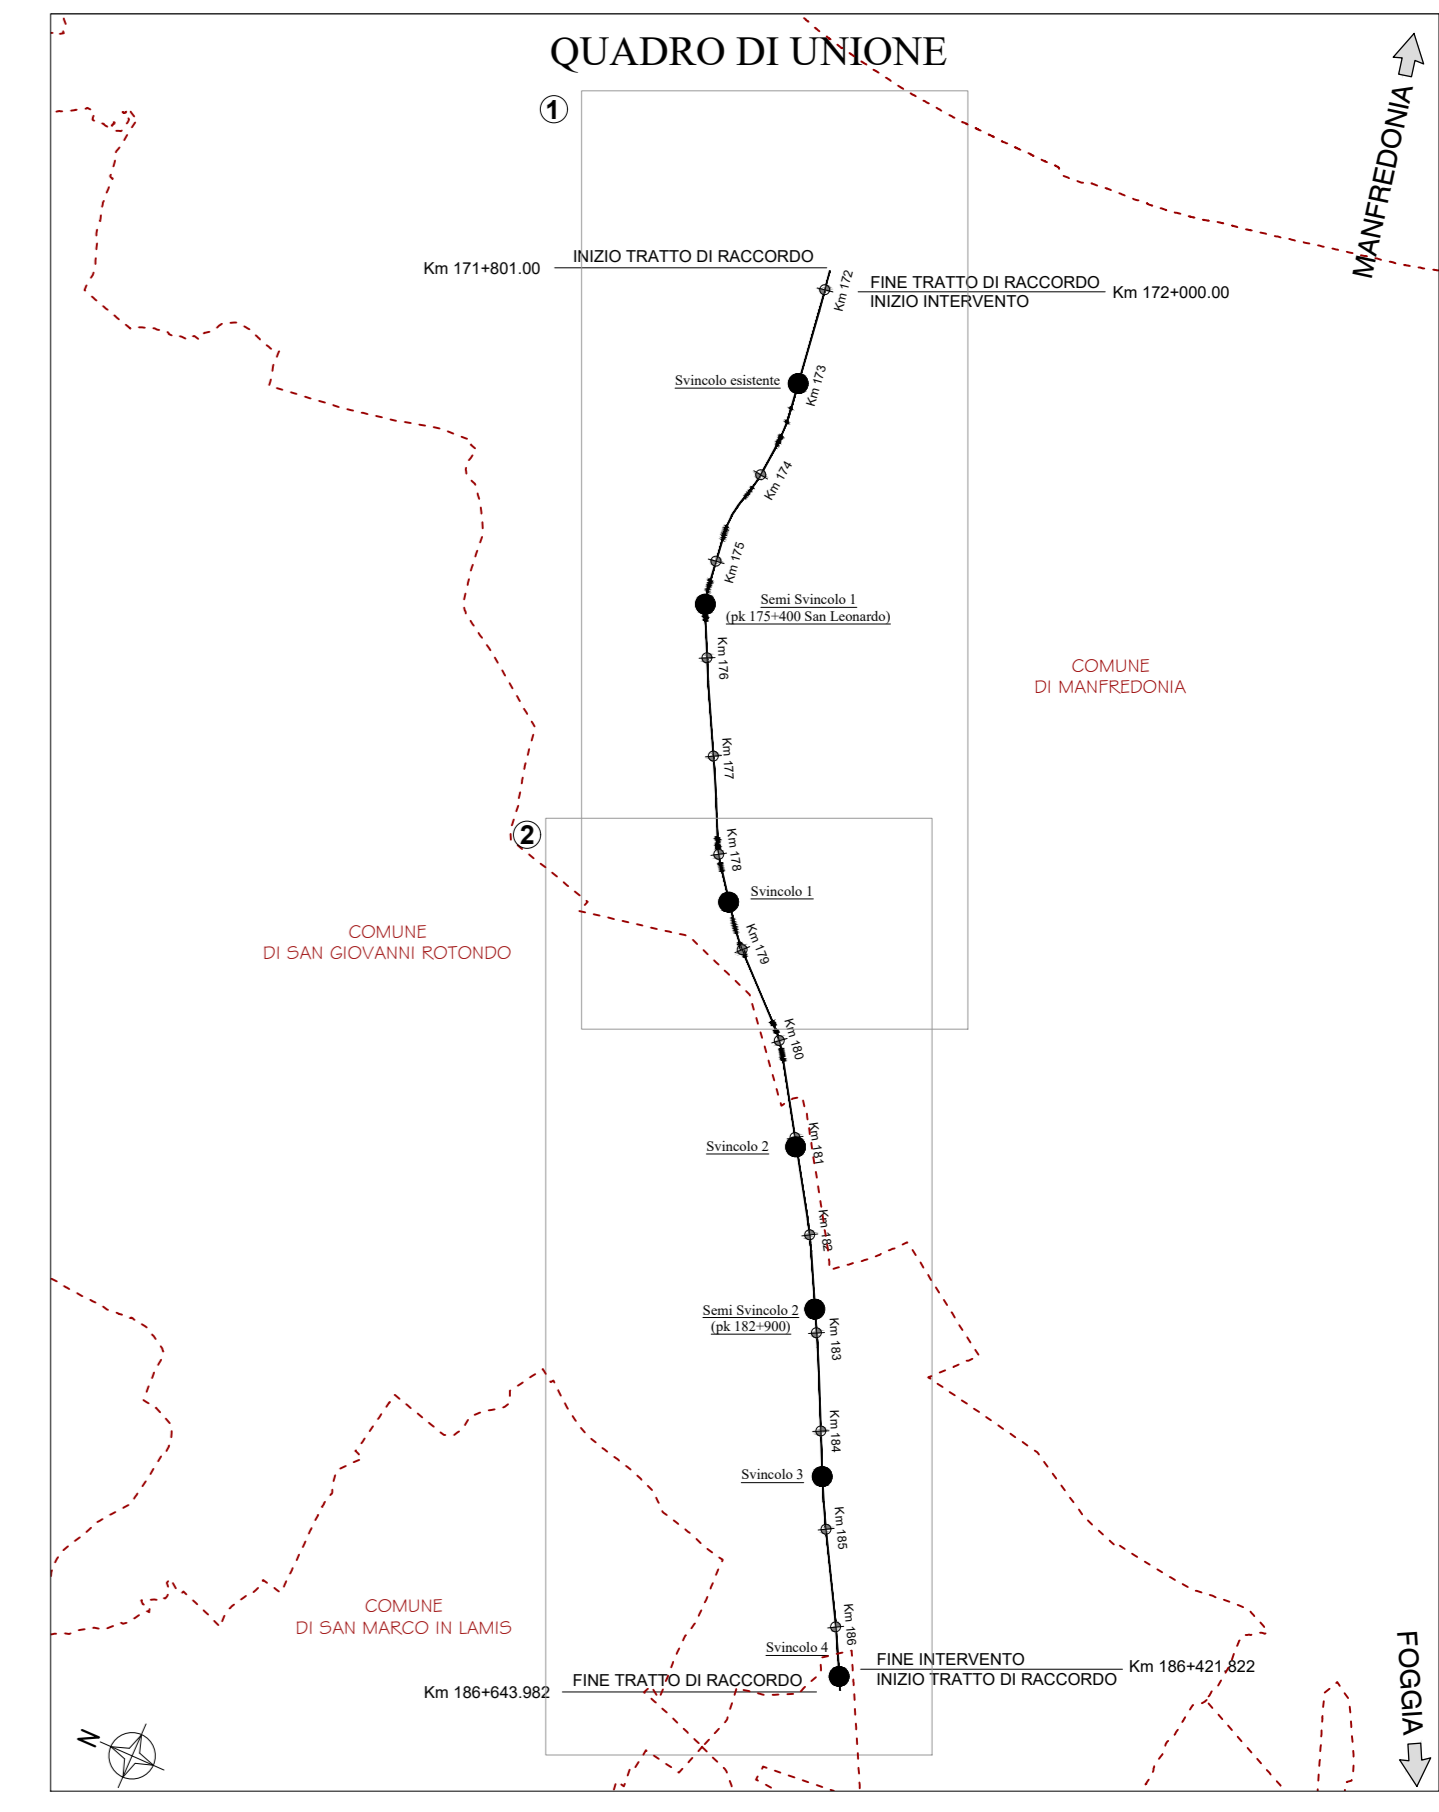 QUADRO DI UNIONE
1
MANFREDONIA
INIZIO TRATTO DI RACCORDO
Km 171+801.00
Km 172
FINE TRATTO DI RACCORDO
INIZIO INTERVENTO
Km 172+000.00
Svincolo esistente
Km 173
Km 174
Km 175
Semi Svincolo 1
(pk 175+400 San Leonardo)
Km 176
COMUNE
DI MANFREDONIA
Km 177
2
Km 178
Svincolo 1
COMUNE
DI SAN GIOVANNI ROTONDO
Km 179
Km 180
Svincolo 2
Km 181
Km 182
Semi Svincolo 2
(pk 182+900)
Km 183
Km 184
Svincolo 3
Km 185
COMUNE
DI SAN MARCO IN LAMIS
Km 186
Svincolo 4
FINE INTERVENTO
INIZIO TRATTO DI RACCORDO
Km 186+421.822
FINE TRATTO DI RACCORDO
Km 186+643.982
FOGGIA
N